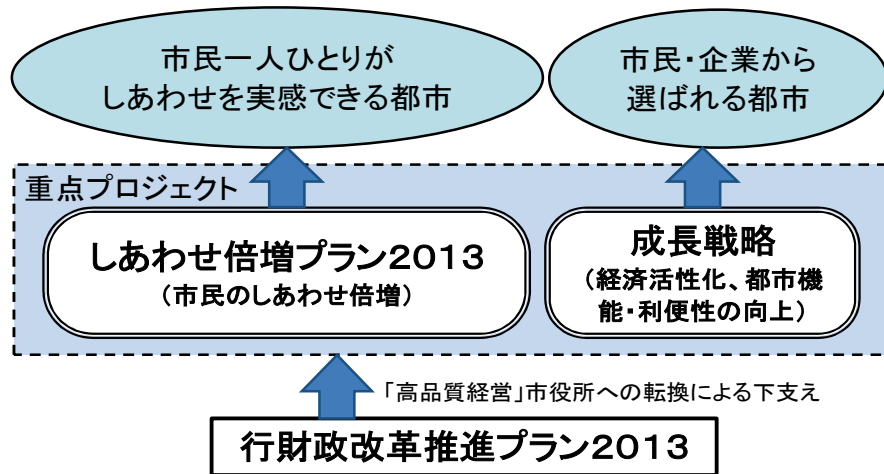 市民一人ひとりが
しあわせを実感できる都市
市民・企業から
選ばれる都市
重点プロジェクト
しあわせ倍増プラン2013
（市民のしあわせ倍増）
成長戦略
（経済活性化、都市機
能・利便性の向上）
「高品質経営」市役所への転換による下支え
行財政改革推進プラン2013